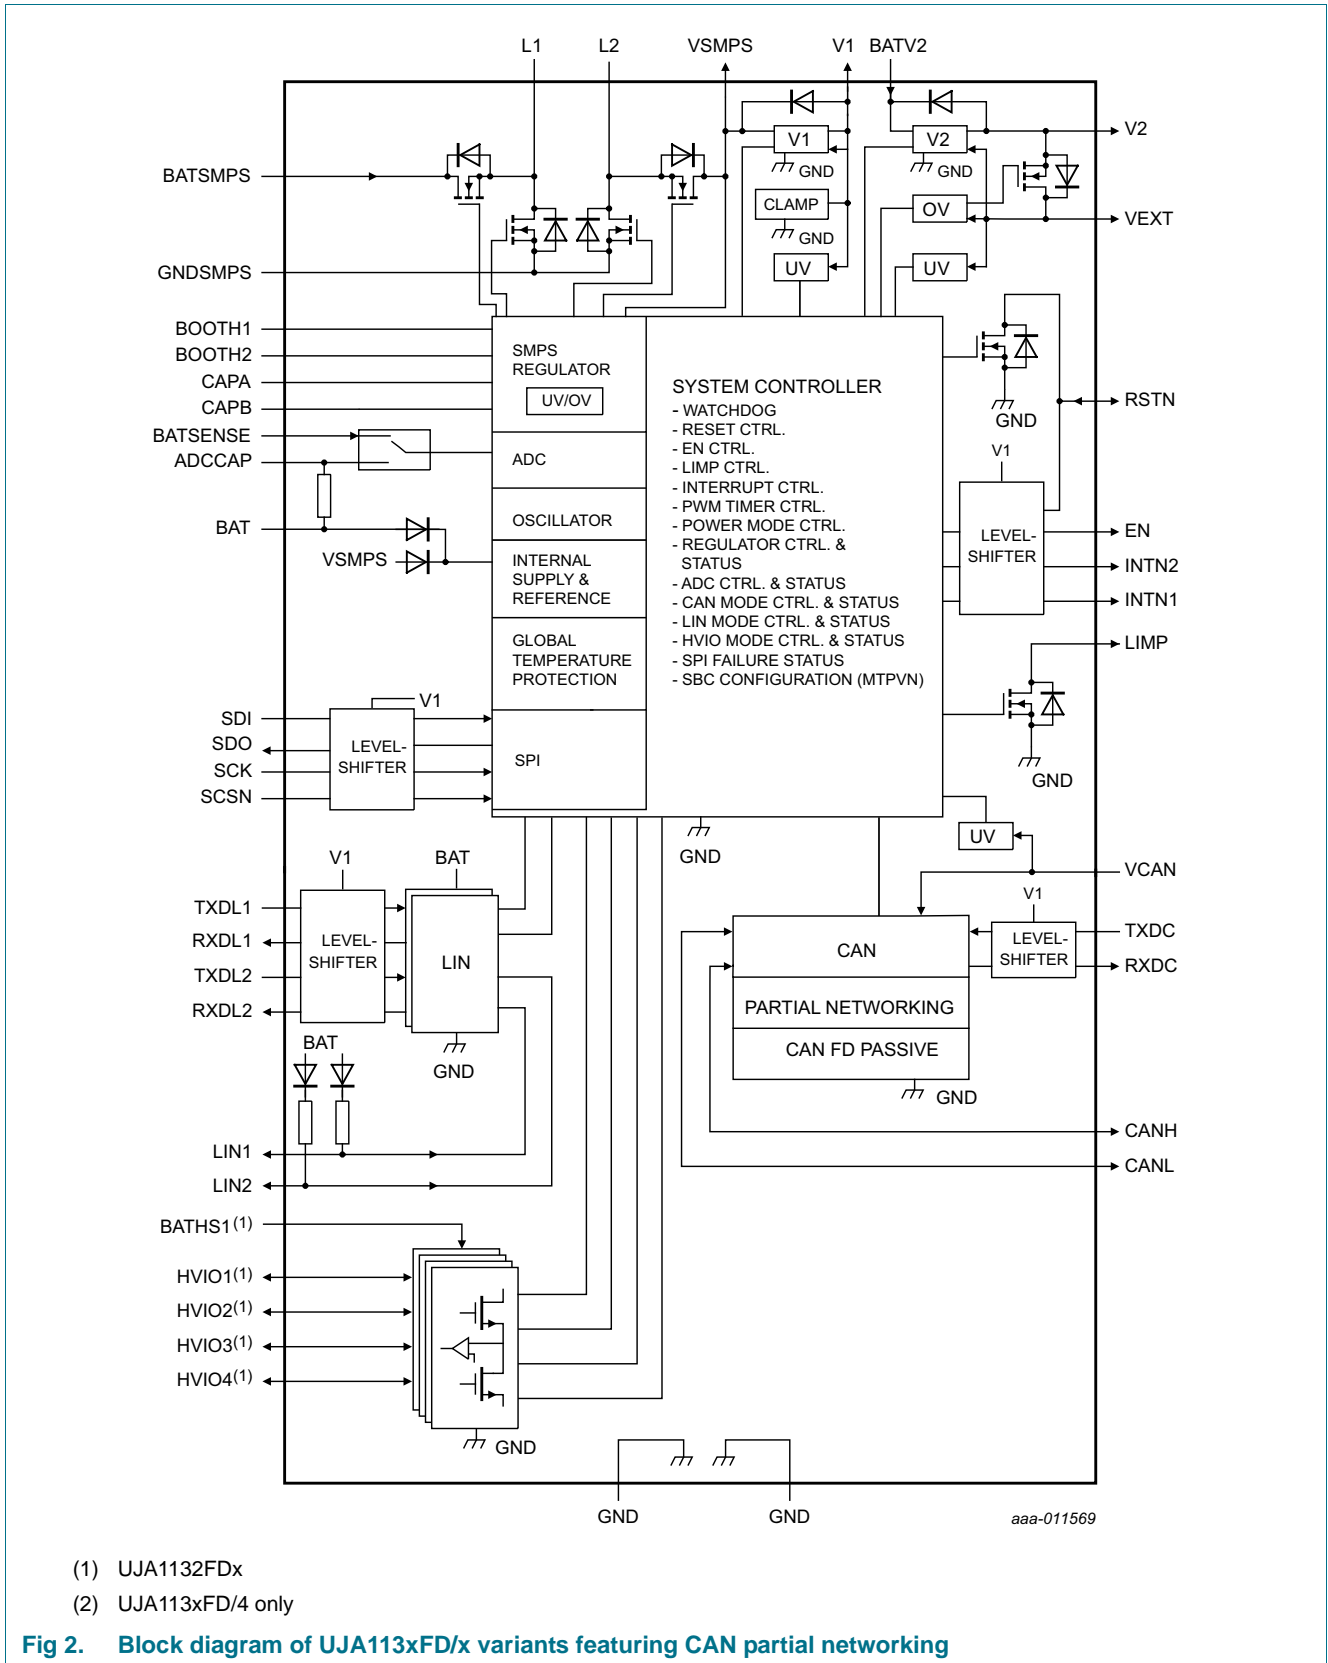 L1
L2
VSMPS
V1
BATV2
V1
GND
V2
GND
V2
BATSMPS
CLAMP
GND
OV
VEXT
UV
UV
GNDSMPS
BOOTH1
BOOTH2
CAPA
CAPB
BATSENSE
ADCCAP
BAT
VSMPS
SMPS
REGULATOR
UV/OV
ADC
OSCILLATOR
INTERNAL
SUPPLY &
REFERENCE
GLOBAL
TEMPERATURE
PROTECTION
SPI
SYSTEM CONTROLLER
- WATCHDOG
- RESET CTRL.
- EN CTRL.
- LIMP CTRL.
- INTERRUPT CTRL.
- PWM TIMER CTRL.
- POWER MODE CTRL.
- REGULATOR CTRL. &
STATUS
- ADC CTRL. & STATUS
- CAN MODE CTRL. & STATUS
- LIN MODE CTRL. & STATUS
- HVIO MODE CTRL. & STATUS
- SPI FAILURE STATUS
- SBC CONFIGURATION (MTPVN)
GND
RSTN
V1
LEVEL-
SHIFTER
EN
INTN2
INTN1
LIMP
GND
V1
SDI
SDO
SCK
SCSN
LEVEL-
SHIFTER
GND
UV
VCAN
V1
BAT
TXDL1
RXDL1
TXDL2
RXDL2
LEVEL-
SHIFTER
LIN
GND
BAT
CAN
PARTIAL NETWORKING
CAN FD PASSIVE
GND
V1
LEVEL-
SHIFTER
TXDC
RXDC
CANH
CANL
LIN1
LIN2
BATHS1(1)
HVIO1(1)
HVIO2(1)
HVIO3(1)
HVIO4(1)
GND
GND
GND
aaa-011569
(1) UJA1132FDx
(2) UJA113xFD/4 only
Fig 2. Block diagram of UJA113xFD/x variants featuring CAN partial networking